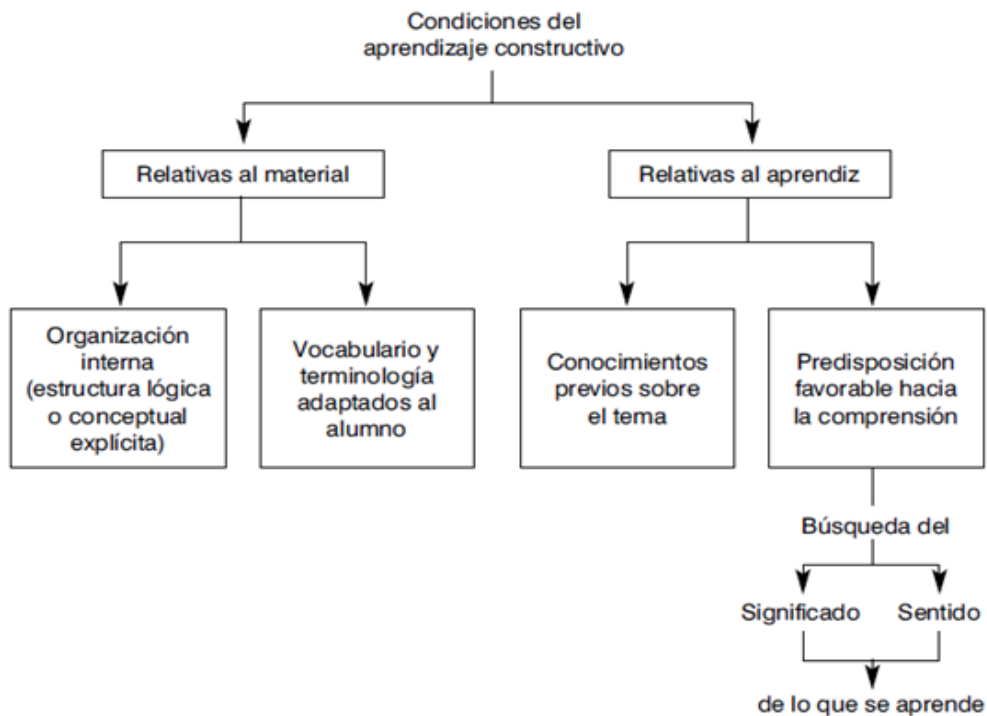 Condiciones del
aprendizaje constructivo
Relativas al material
Relativas al aprendiz
Organización
interna
(estructura lógica
o conceptual
explícita)
Vocabulario y
terminología
adaptados al
alumno
Conocimientos
previos sobre
el tema
Predisposición
favorable hacia
la comprensión
Búsqueda del
Significado
Sentido
de lo que se aprende